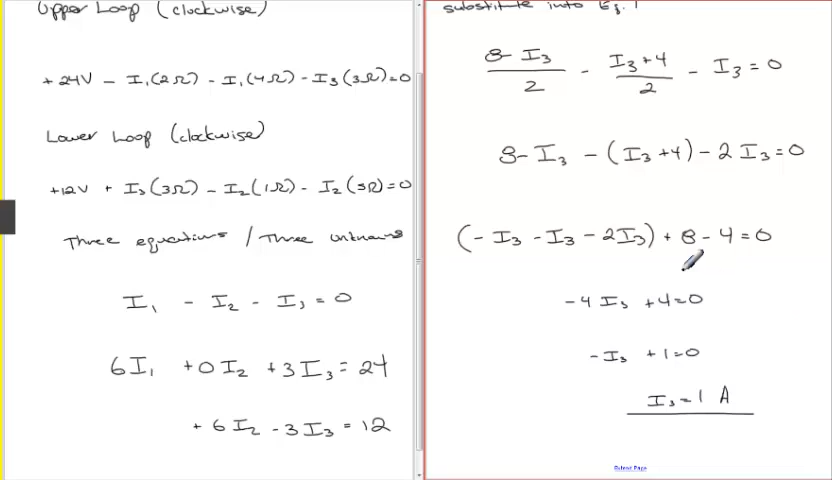 Upper Loop (clockwise)
+24V - I₁(2Ω) - I₁(4Ω) - I₃(3Ω)=0
Lower Loop (clockwise)
+12V + I₃(3Ω) - I₂(1Ω) - I₂(5Ω)=0
Three equations / Three unknowns
I₁ - I₂ - I₃ = 0
6I₁ + 0I₂ + 3I₃ = 24
+ 6I₂ - 3I₃ = 12
substitute into Eq. 1
(8 - I₃)/2 - (I₃+4)/2 - I₃ = 0
8 - I₃ - (I₃+4) - 2I₃ = 0
(-I₃ - I₃ - 2I₃) + 8 - 4 = 0
-4I₃ + 4 = 0
-I₃ + 1 = 0
I₃ = 1 A
Extend Page